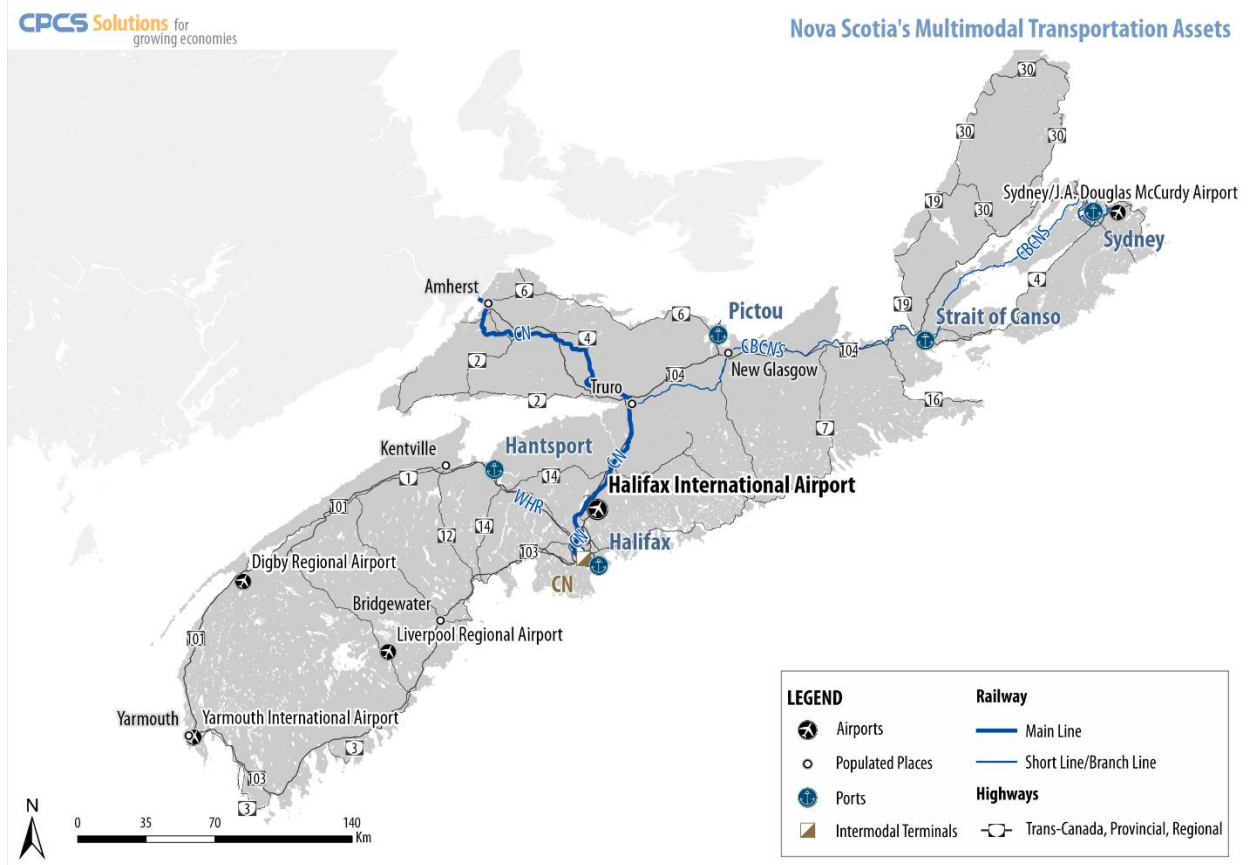 CPCS Solutions for
growing economies
Nova Scotia's Multimodal Transportation Assets
30
30
30
19
30
Sydney/J.A. Douglas McCurdy Airport
CBCNS
Sydney
4
Amherst
6
19
Pictou
6
Strait of Canso
CN
4
CBCNS
104
2
New Glasgow
Truro
104
2
16
7
Kentville
Hantsport
CN
1
14
Halifax International Airport
WHR
101
12
14
CN
103
Halifax
Digby Regional Airport
CN
Bridgewater
Liverpool Regional Airport
101
Yarmouth
Yarmouth International Airport
3
103
3
N
0
35
70
140
Km
LEGEND
Airports
Populated Places
Ports
Intermodal Terminals
Railway
Main Line
Short Line/Branch Line
Highways
Trans-Canada, Provincial, Regional